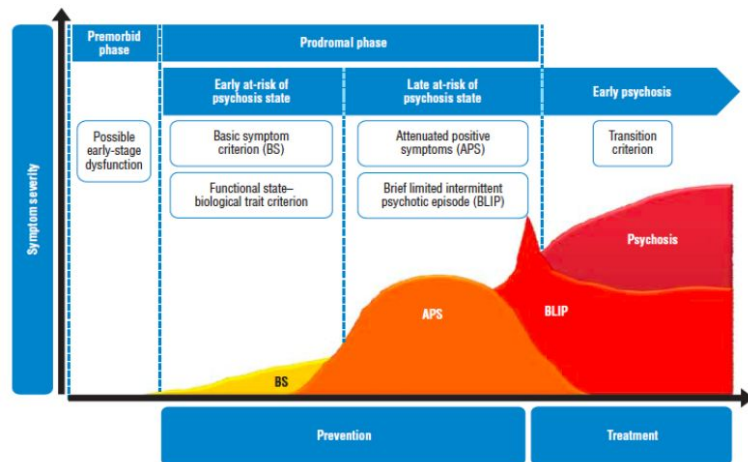 Premorbid
phase
Prodromal phase
Early at-risk of
psychosis state
Late at-risk of
psychosis state
Early psychosis
Possible
early-stage
dysfunction
Basic symptom
criterion (BS)
Attenuated positive
symptoms (APS)
Transition
criterion
Functional state–
biological trait criterion
Brief limited intermittent
psychotic episode (BLIP)
Symptom severity
Psychosis
APS
BLIP
BS
Prevention
Treatment